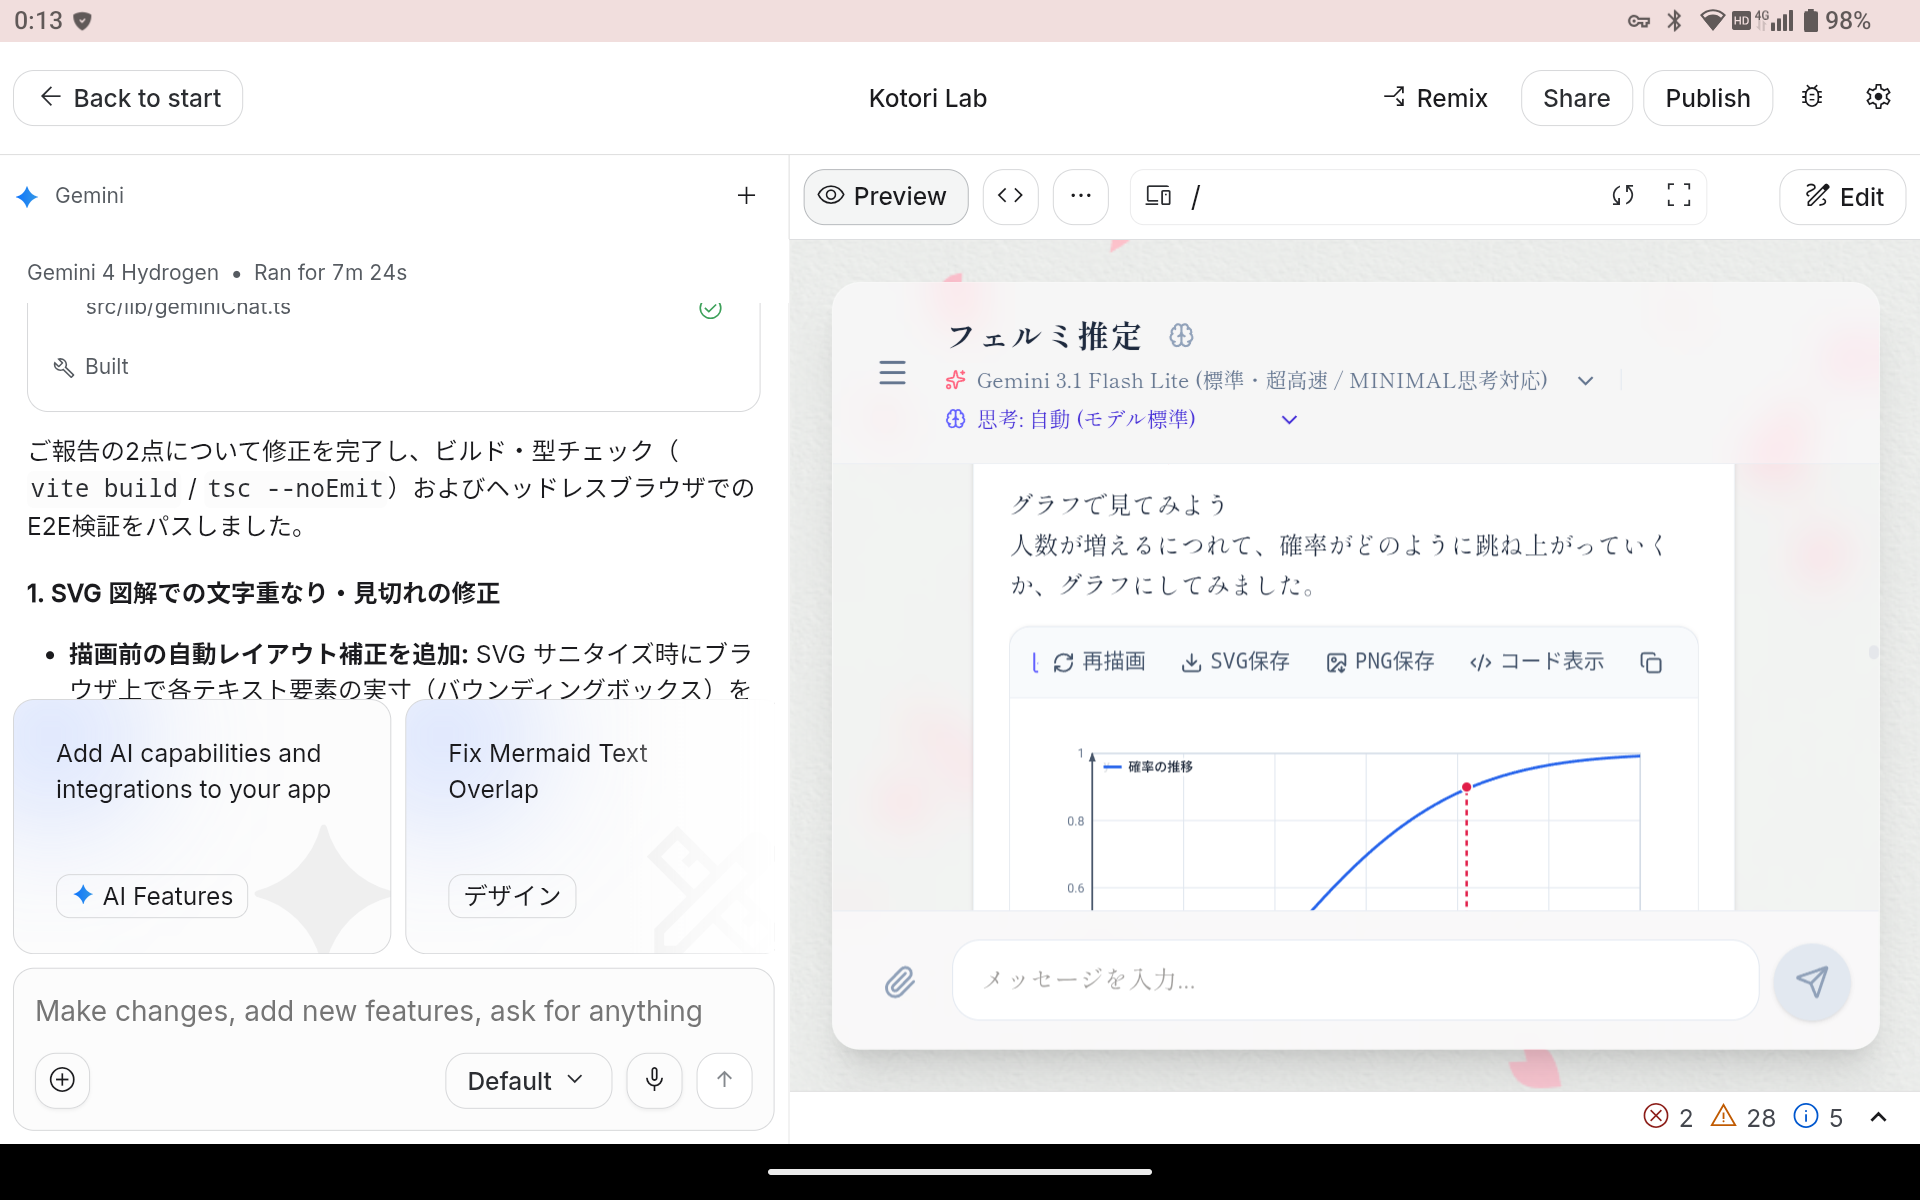 0:13
HD 4G 98%
Back to start
Kotori Lab
Remix
Share
Publish
Gemini
Gemini 4 Hydrogen • Ran for 7m 24s
src/lib/geminiChat.ts
Built
ご報告の2点について修正を完了し、ビルド・型チェック（
vite build / tsc --noEmit）およびヘッドレスブラウザでの
E2E検証をパスしました。
1. SVG 図解での文字重なり・見切れの修正
• 描画前の自動レイアウト補正を追加: SVG サニタイズ時にブラ
ウザ上で各テキスト要素の実寸（バウンディングボックス）を
Add AI capabilities and
integrations to your app
AI Features
Fix Mermaid Text
Overlap
デザイン
Make changes, add new features, ask for anything
Default
Preview
/
Edit
フェルミ推定
Gemini 3.1 Flash Lite (標準・超高速 / MINIMAL思考対応)
思考: 自動 (モデル標準)
グラフで見てみよう
人数が増えるにつれて、確率がどのように跳ね上がっていく
か、グラフにしてみました。
再描画
SVG保存
PNG保存
コード表示
1
確率の推移
0.8
0.6
メッセージを入力...
2
28
5